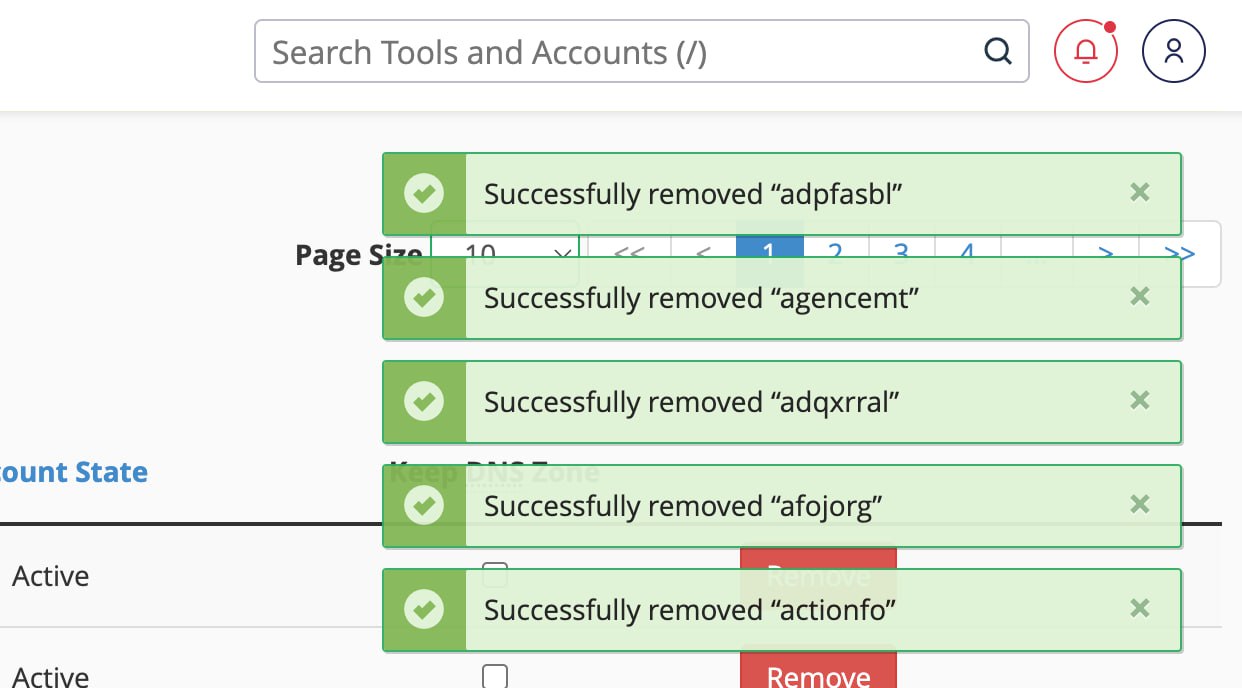 Search Tools and Accounts (/)
Successfully removed “adpfasbl”
Page Size 10 << < 1 2 3 4 ... > >>
Successfully removed “agencemt”
Successfully removed “adqxrral”
count State Keep DNS Zone
Successfully removed “afojorg”
Active Remove
Successfully removed “actionfo”
Active Remove